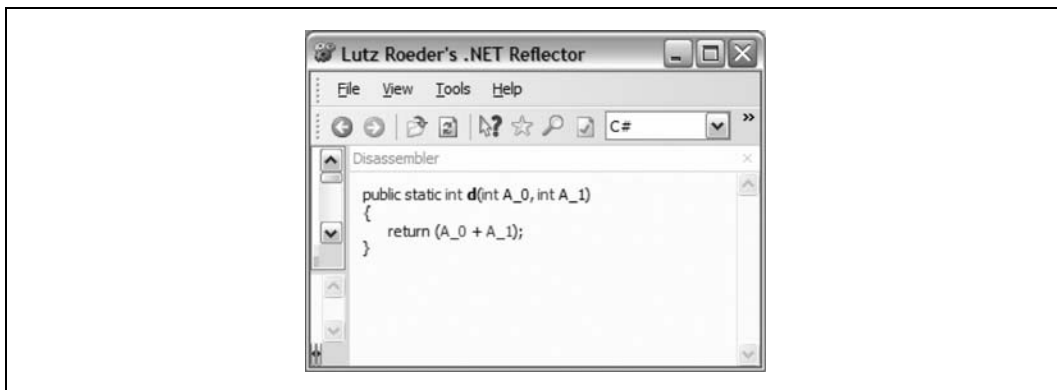 Lutz Roeder's .NET Reflector
File View Tools Help
C#
Disassembler
public static int d(int A_0, int A_1)
{
return (A_0 + A_1);
}